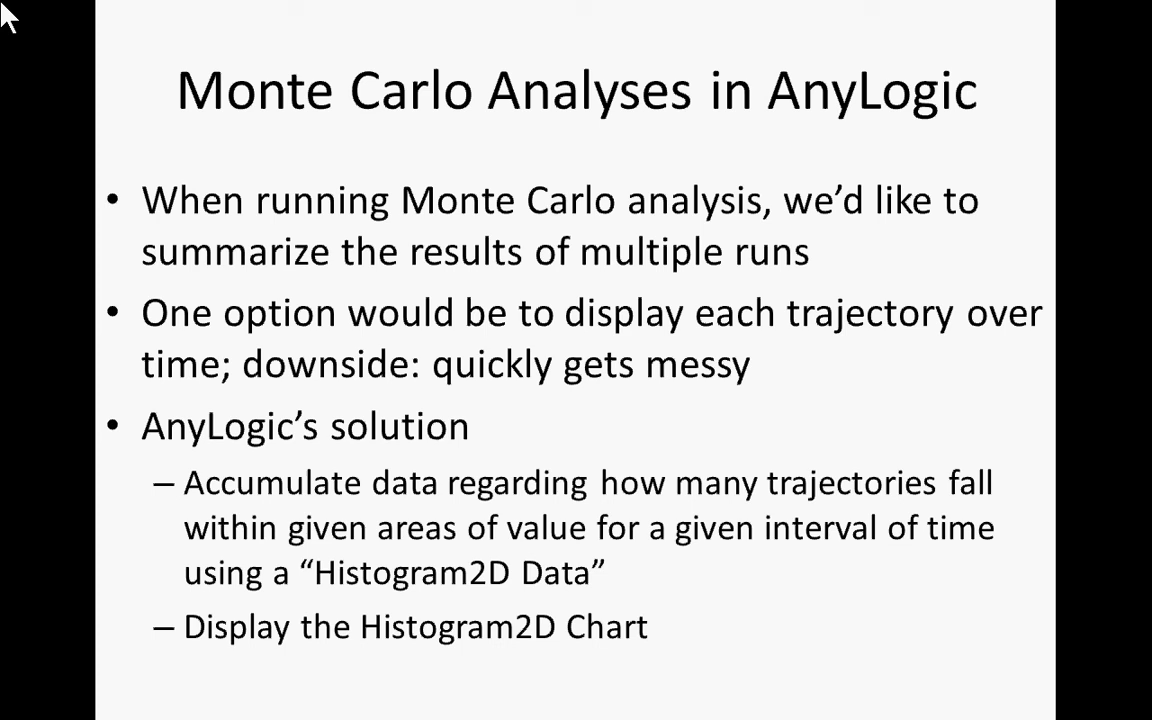 Monte Carlo Analyses in AnyLogic
• When running Monte Carlo analysis, we’d like to
summarize the results of multiple runs
• One option would be to display each trajectory over
time; downside: quickly gets messy
• AnyLogic’s solution
– Accumulate data regarding how many trajectories fall
within given areas of value for a given interval of time
using a “Histogram2D Data”
– Display the Histogram2D Chart